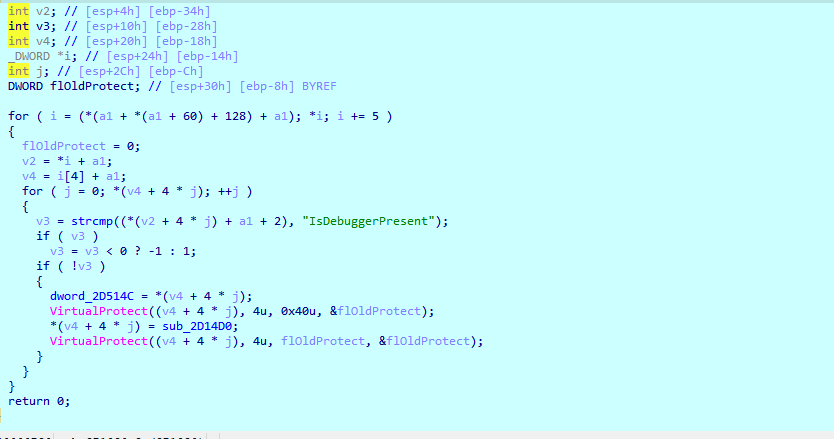 int v2; // [esp+4h] [ebp-34h]
int v3; // [esp+10h] [ebp-28h]
int v4; // [esp+20h] [ebp-18h]
_DWORD *i; // [esp+24h] [ebp-14h]
int j; // [esp+2Ch] [ebp-Ch]
DWORD flOldProtect; // [esp+30h] [ebp-8h] BYREF
for ( i = (*(a1 + *(a1 + 60) + 128) + a1); *i; i += 5 )
{
flOldProtect = 0;
v2 = *i + a1;
v4 = i[4] + a1;
for ( j = 0; *(v4 + 4 * j); ++j )
{
v3 = strcmp((*(v2 + 4 * j) + a1 + 2), "IsDebuggerPresent");
if ( v3 )
v3 = v3 < 0 ? -1 : 1;
if ( !v3 )
{
dword_2D514C = *(v4 + 4 * j);
VirtualProtect((v4 + 4 * j), 4u, 0x40u, &flOldProtect);
*(v4 + 4 * j) = sub_2D14D0;
VirtualProtect((v4 + 4 * j), 4u, flOldProtect, &flOldProtect);
}
}
}
return 0;